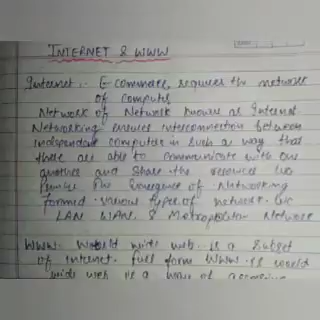 INTERNET & WWW
Internet :- E-commerce, requires the network
of computer
Network of Network known as Internet.
Networking ensures interconnection between
independent computers in such a way that
there are able to communicate with one
another and share the resources
The emergence of Networking
formed various types of network
LAN WAN & Metropolitan Network
WWW. World wide web is a subset
of internet. full form WWW is world
wide web is a way of accessing